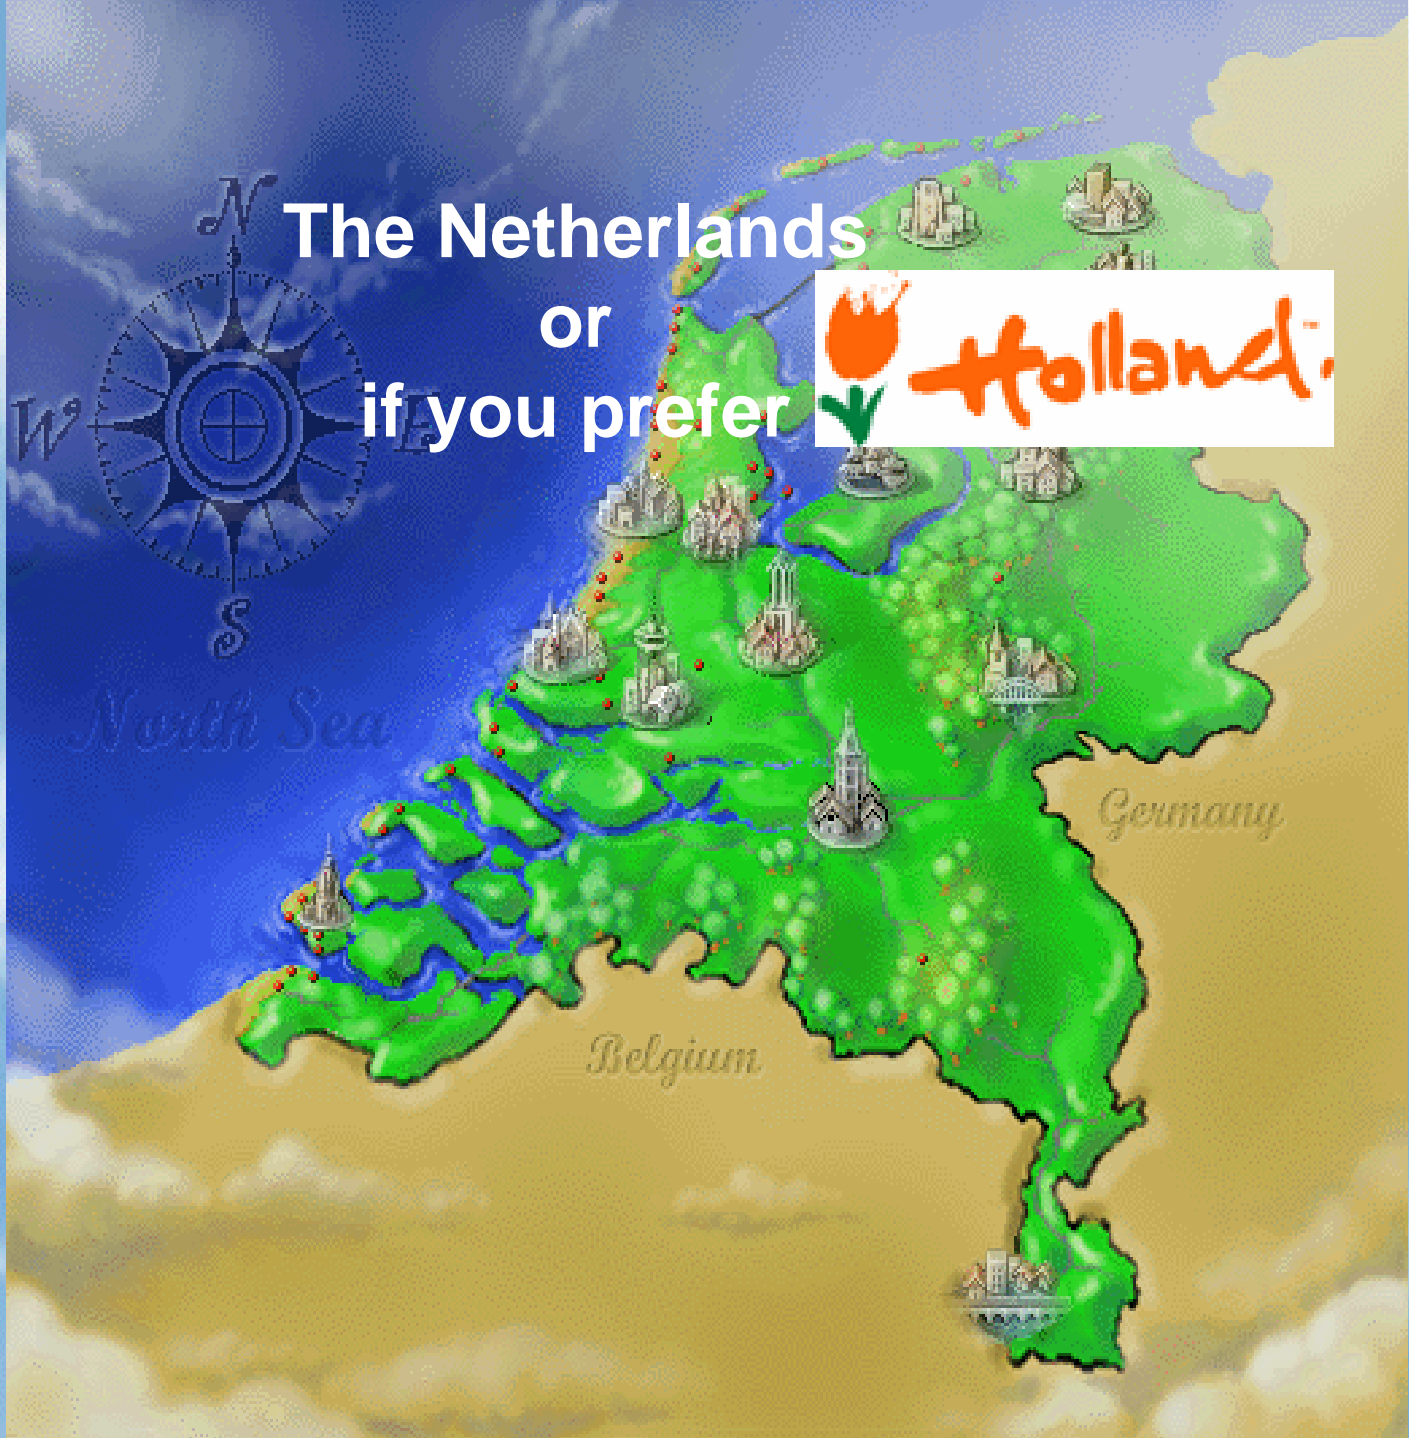 N
The Netherlands
or
Holland
if you prefer
W
E
S
North Sea
Germany
Belgium